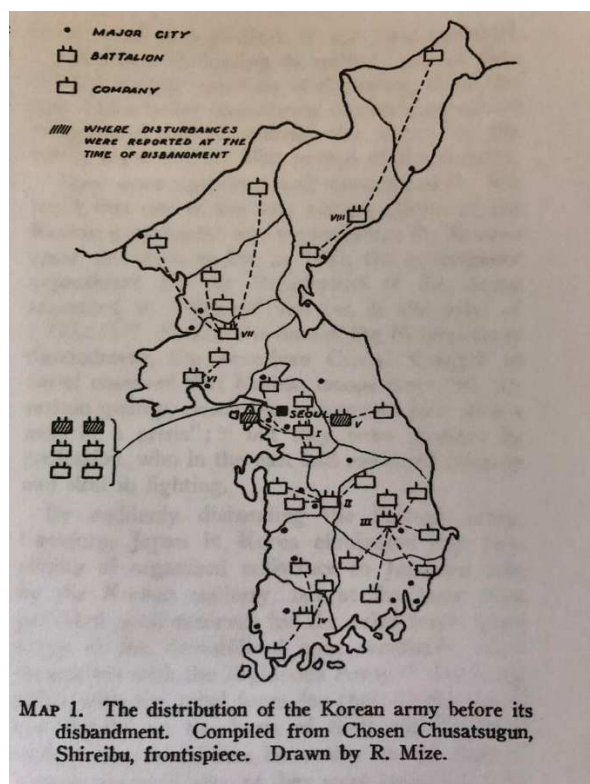 MAJOR CITY
BATTALION
COMPANY
WHERE DISTURBANCES
WERE REPORTED AT THE
TIME OF DISBANDMENT
VIII
VII
VI
SEOUL
V
I
II
III
IV
MAP 1. The distribution of the Korean army before its
disbandment. Compiled from Chosen Chusatsugun,
Shireibu, frontispiece. Drawn by R. Mize.